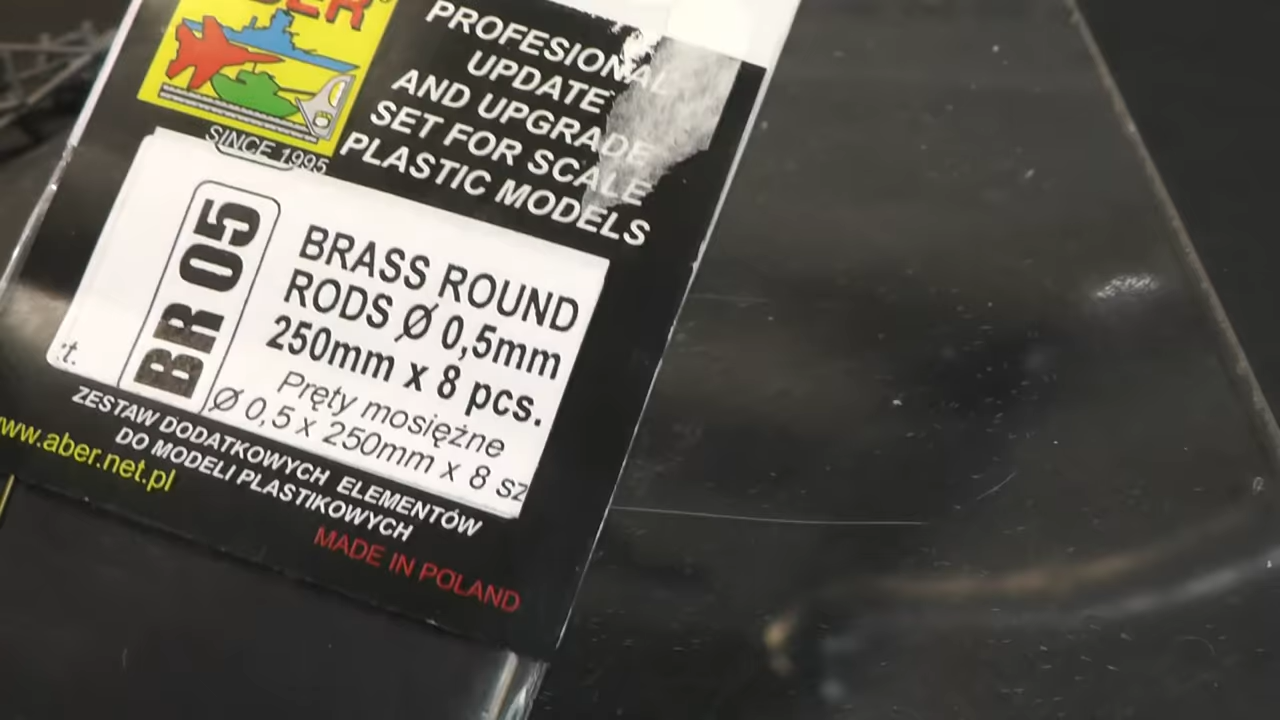 SINCE 1995
PROFESIONAL
UPDATE
AND UPGRADE
SET FOR SCALE
PLASTIC MODELS
BR 05
BRASS ROUND
RODS Ø 0,5mm
250mm x 8 pcs.
Pręty mosiężne
Ø 0,5 x 250mm x 8 sz
:t.
ZESTAW DODATKOWYCH ELEMENTÓW
DO MODELI PLASTIKOWYCH
www.aber.net.pl
MADE IN POLAND